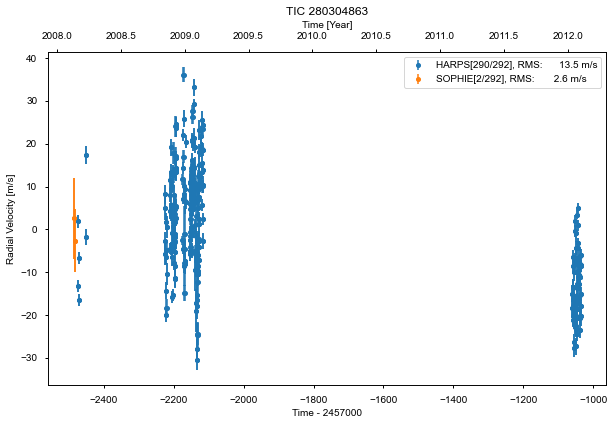 TIC 280304863
Time [Year]
2008.0 2008.5 2009.0 2009.5 2010.0 2010.5 2011.0 2011.5 2012.0
HARPS[290/292], RMS: 13.5 m/s
SOPHIE[2/292], RMS: 2.6 m/s
40
30
20
10
0
−10
−20
−30
Radial Velocity [m/s]
−2400 −2200 −2000 −1800 −1600 −1400 −1200 −1000
Time - 2457000